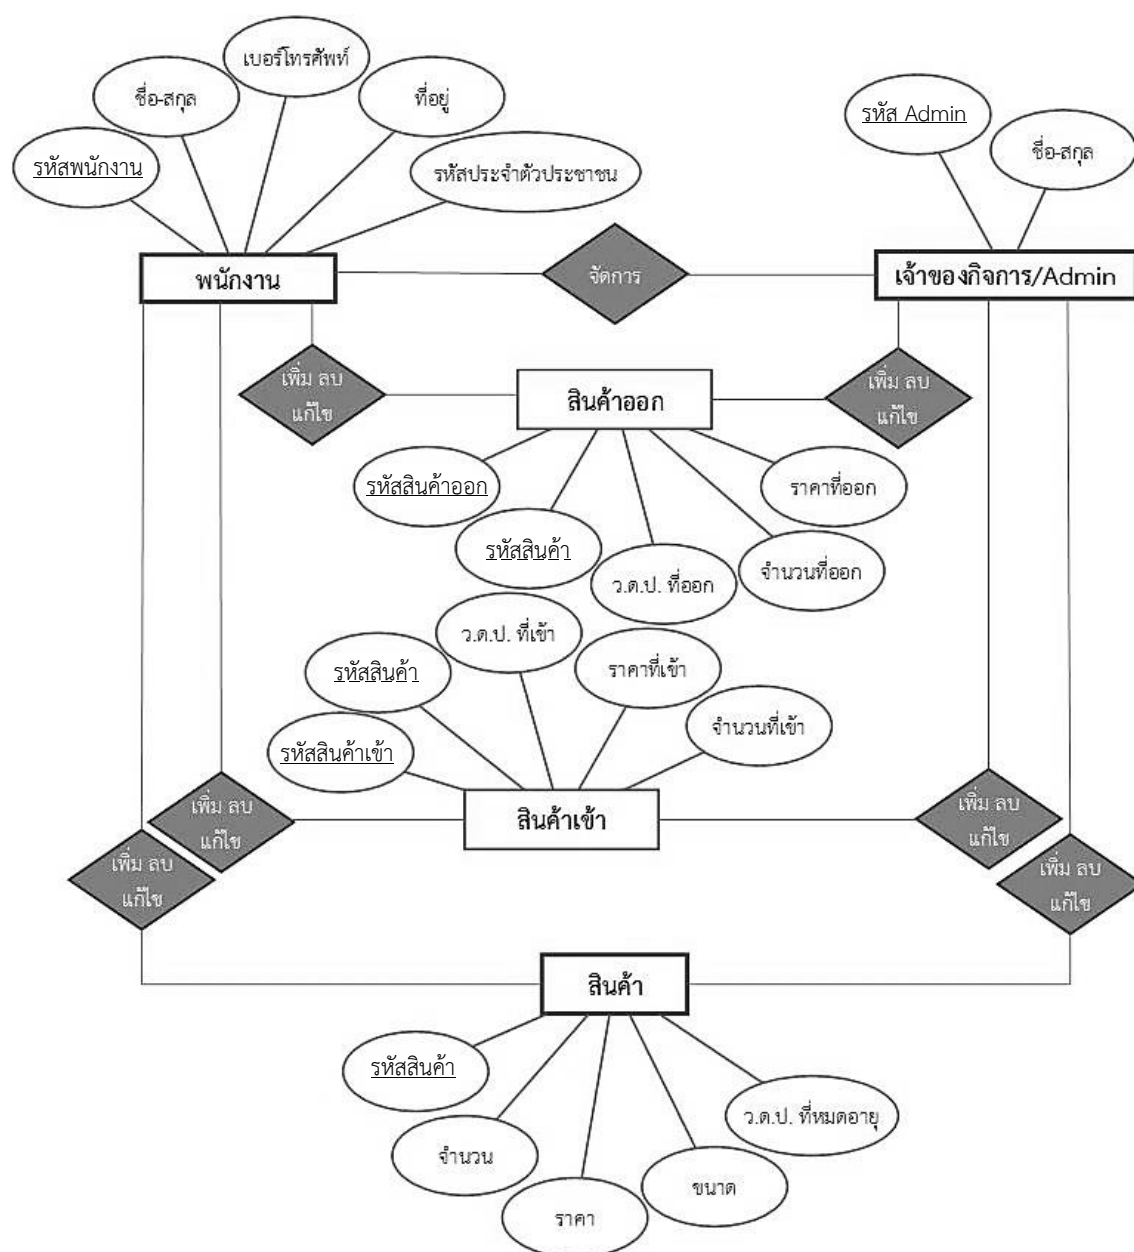 เบอร์โทรศัพท์
ชื่อ-สกุล
ที่อยู่
รหัสพนักงาน
รหัสประจำตัวประชาชน
รหัส Admin
ชื่อ-สกุล
พนักงาน
จัดการ
เจ้าของกิจการ/Admin
เพิ่ม ลบ
แก้ไข
สินค้าออก
เพิ่ม ลบ
แก้ไข
รหัสสินค้าออก
รหัสสินค้า
ว.ด.ป. ที่ออก
จำนวนที่ออก
ราคาที่ออก
ว.ด.ป. ที่เข้า
รหัสสินค้า
ราคาที่เข้า
รหัสสินค้าเข้า
จำนวนที่เข้า
เพิ่ม ลบ
แก้ไข
สินค้าเข้า
เพิ่ม ลบ
แก้ไข
เพิ่ม ลบ
แก้ไข
เพิ่ม ลบ
แก้ไข
สินค้า
รหัสสินค้า
จำนวน
ราคา
ขนาด
ว.ด.ป. ที่หมดอายุ